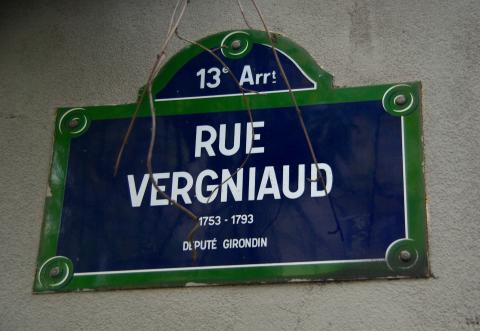 13e Arrt
RUE
VERGNIAUD
1753 - 1793
DÉPUTÉ GIRONDIN